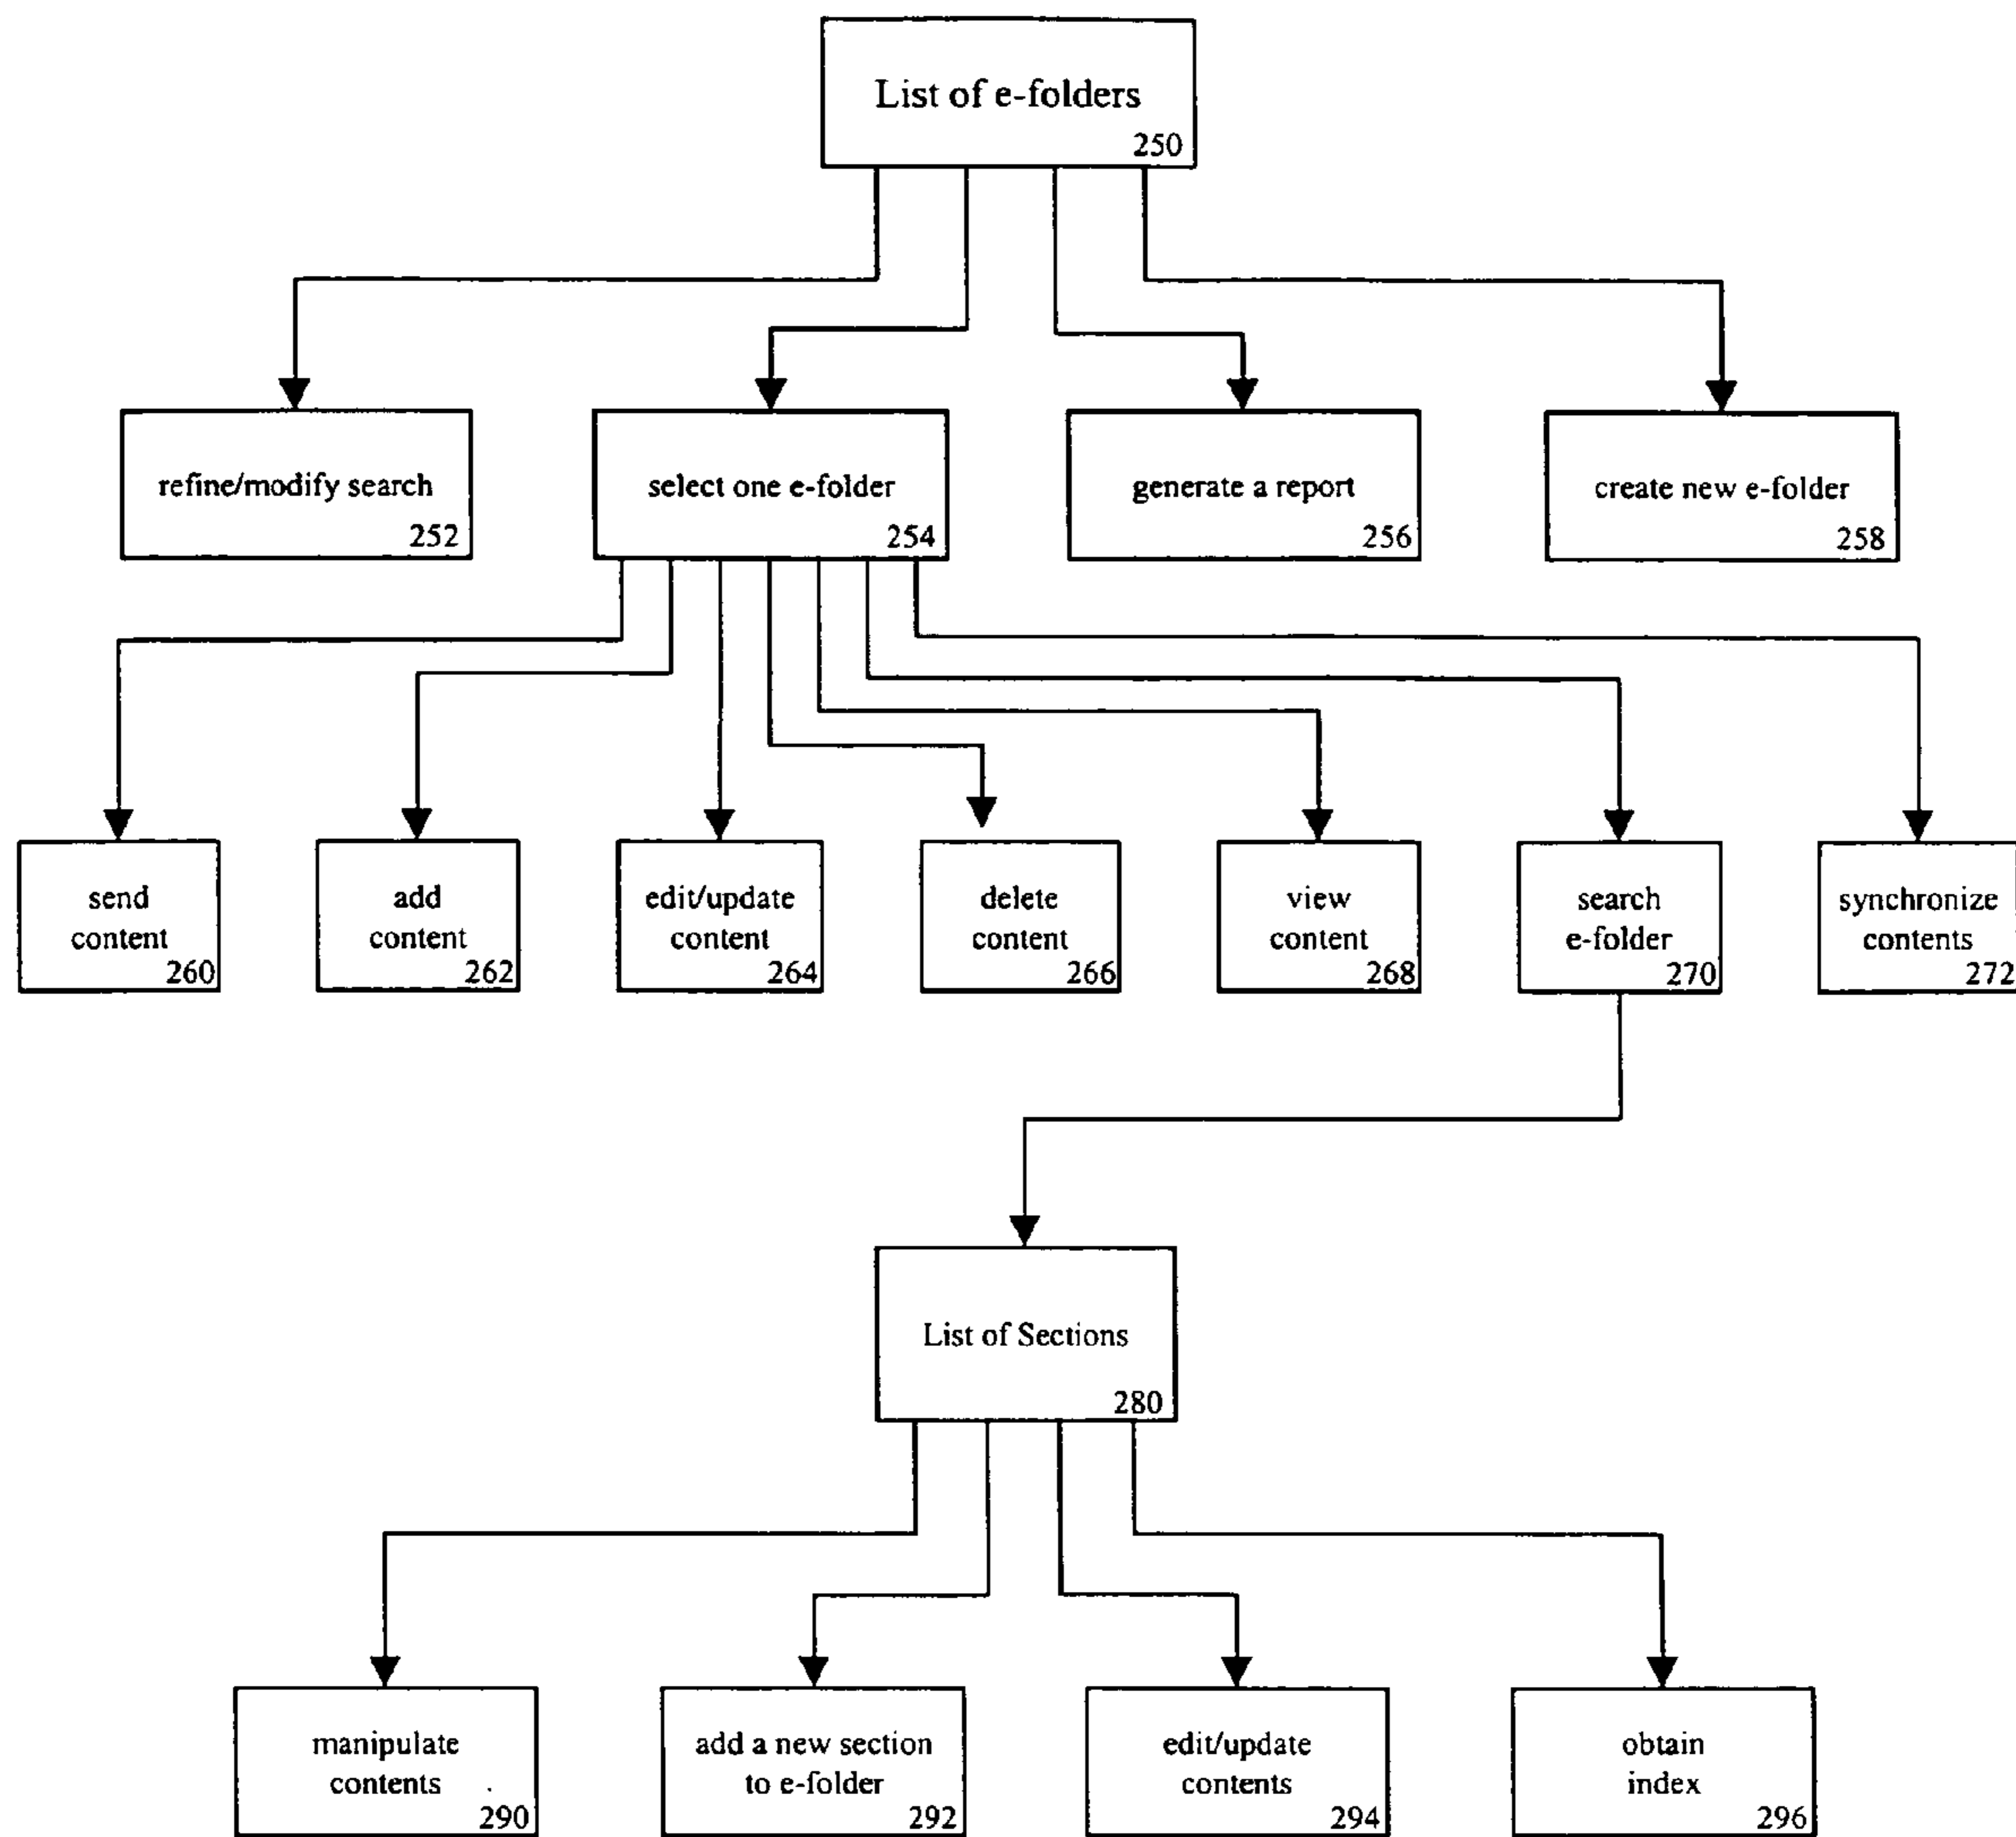 List of e-folders
250
refine/modify search
252
select one e-folder
254
generate a report
256
create new e-folder
258
send
content
260
add
content
262
edit/update
content
264
delete
content
266
view
content
268
search
e-folder
270
synchronize
contents
272
List of Sections
280
manipulate
contents
290
add a new section
to e-folder
292
edit/update
contents
294
obtain
index
296